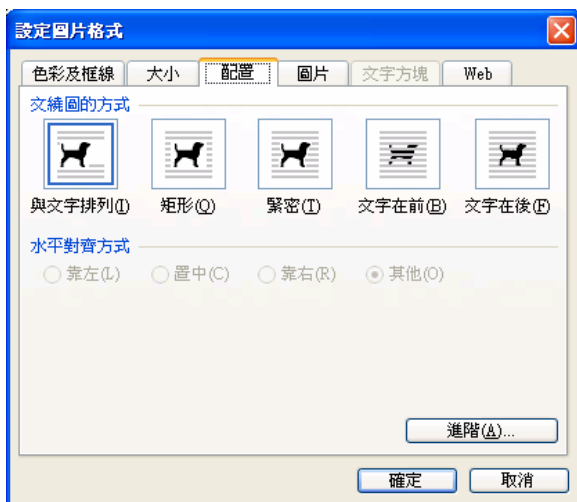 設定圖片格式
色彩及框線 大小 配置 圖片 文字方塊 Web
文繞圖的方式
與文字排列(I) 矩形(Q) 緊密(T) 文字在前(B) 文字在後(F)
水平對齊方式
靠左(L) 置中(C) 靠右(R) 其他(O)
進階(A)...
確定 取消